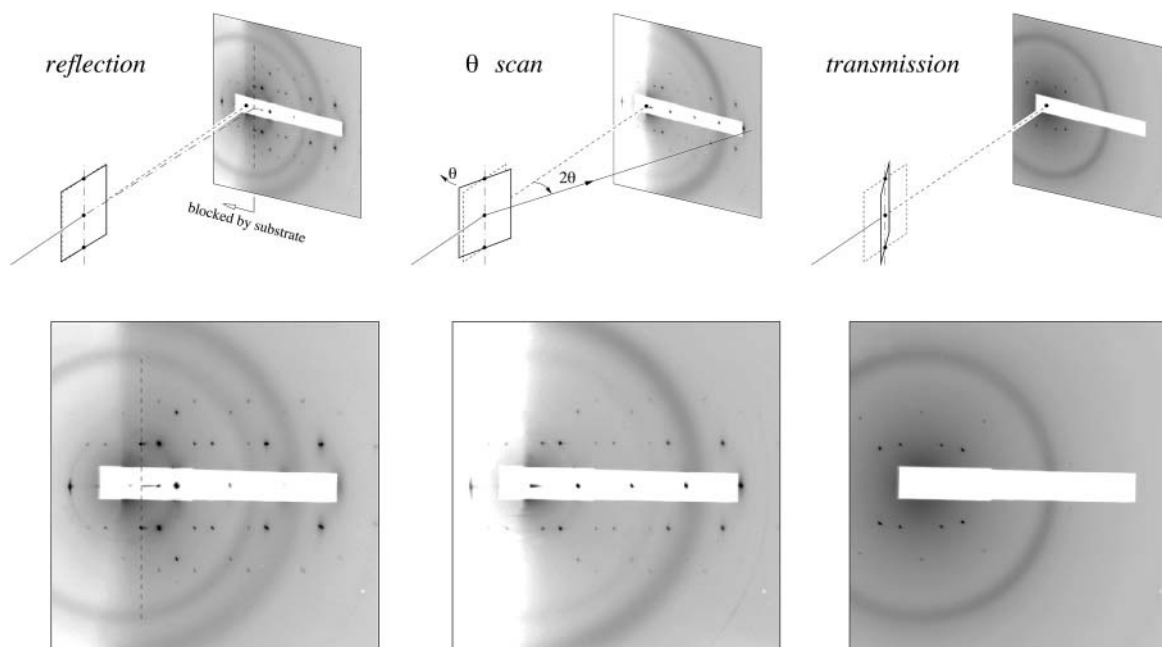 reflection
θ scan
transmission
θ
2θ
blocked by substrate